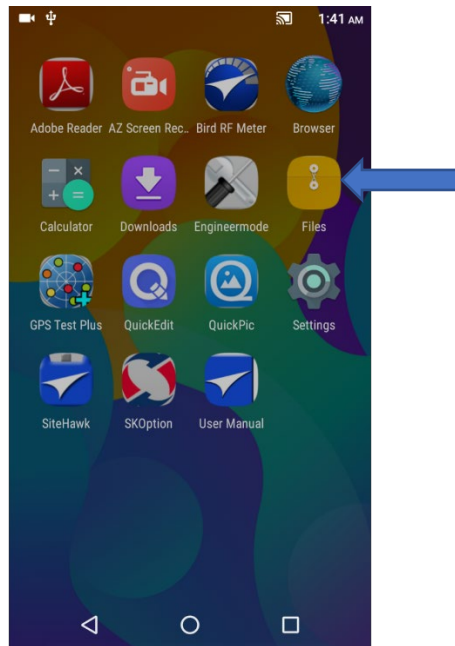 1:41 AM
Adobe Reader AZ Screen Rec.. Bird RF Meter Browser
Calculator Downloads Engineermode Files
GPS Test Plus QuickEdit QuickPic Settings
SiteHawk SKOption User Manual